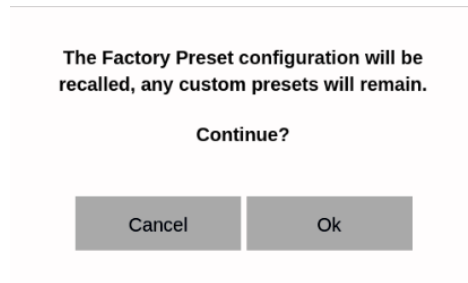 The Factory Preset configuration will be
recalled, any custom presets will remain.
Continue?
Cancel Ok